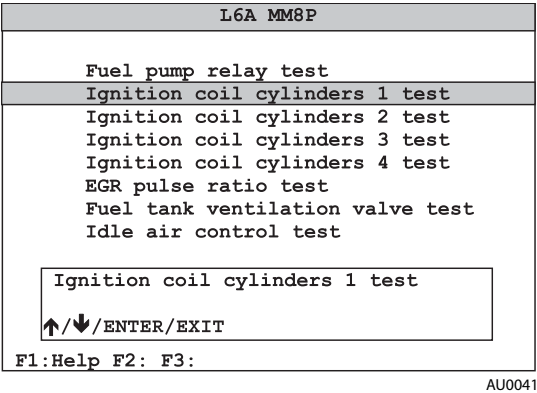 L6A MM8P
Fuel pump relay test
Ignition coil cylinders 1 test
Ignition coil cylinders 2 test
Ignition coil cylinders 3 test
Ignition coil cylinders 4 test
EGR pulse ratio test
Fuel tank ventilation valve test
Idle air control test
Ignition coil cylinders 1 test
↑/↓/ENTER/EXIT
F1:Help F2: F3:
AU0041